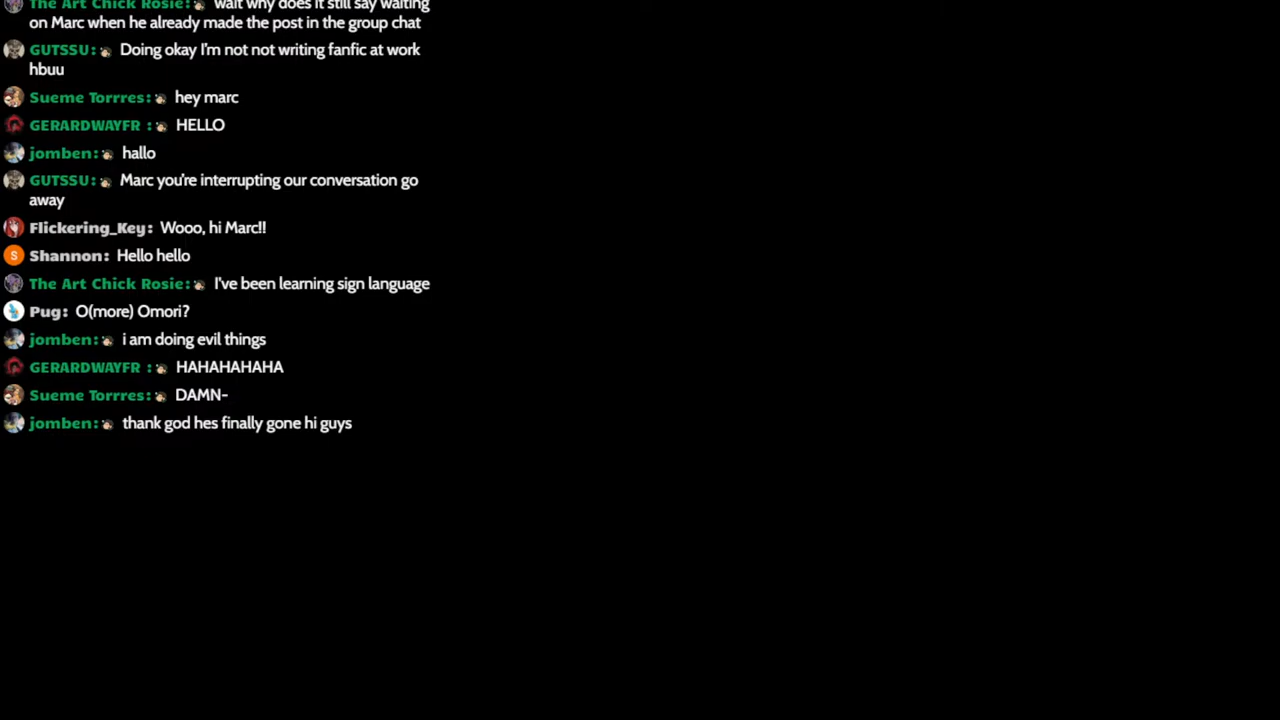 The Art Chick Rosie: wait why does it still say waiting
on Marc when he already made the post in the group chat
GUTSSU: Doing okay I'm not not writing fanfic at work
hbuu
Sueme Torrres: hey marc
GERARDWAYFR : HELLO
jomben: hallo
GUTSSU: Marc you're interrupting our conversation go
away
Flickering_Key: Wooo, hi Marc!!
S Shannon: Hello hello
The Art Chick Rosie: I've been learning sign language
Pug: O(more) Omori?
jomben: i am doing evil things
GERARDWAYFR : HAHAHAHAHA
Sueme Torrres: DAMN-
jomben: thank god hes finally gone hi guys